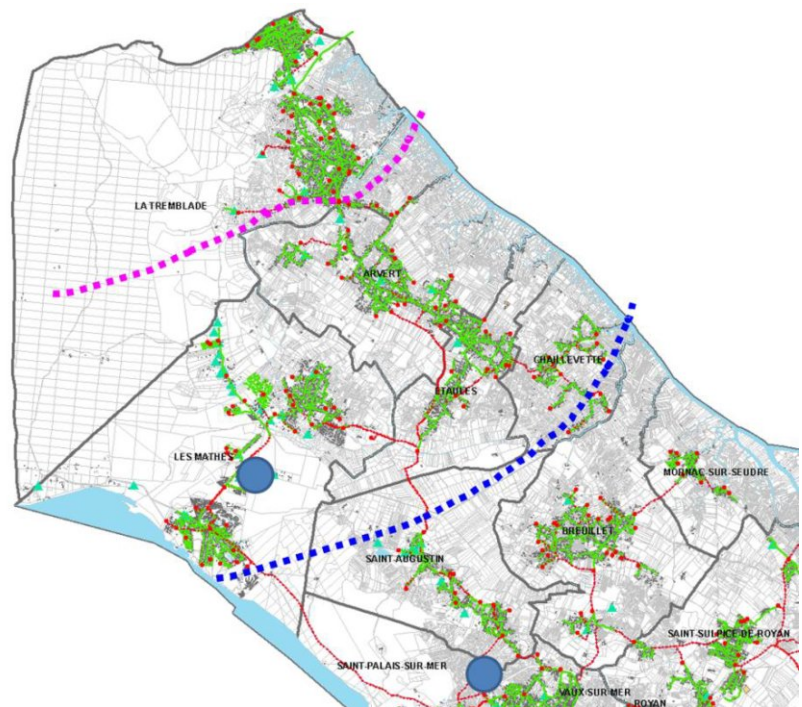 LA TREMBLADE
ARVERT
CHAILLEVETTE
ETAULES
LES MATHES
MORNAC-SUR-SEUDRE
BREUILLET
SAINT-AUGUSTIN
SAINT-SULPICE-DE-ROYAN
SAINT-PALAIS-SUR-MER
VAUX-SUR-MER
ROYAN